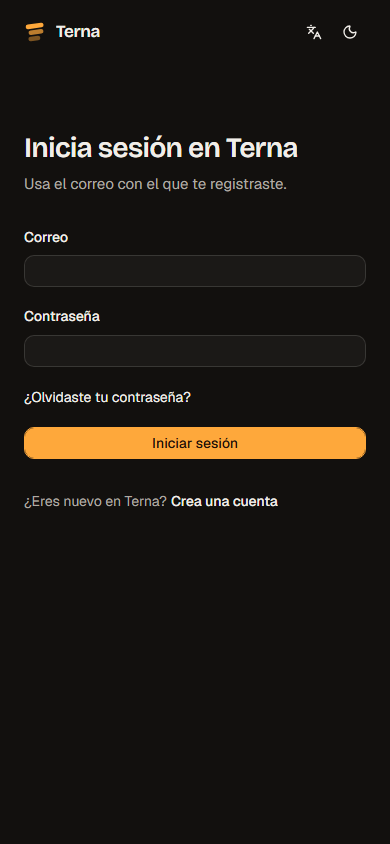 Terna
Inicia sesión en Terna
Usa el correo con el que te registraste.
Correo
Contraseña
¿Olvidaste tu contraseña?
Iniciar sesión
¿Eres nuevo en Terna? Crea una cuenta